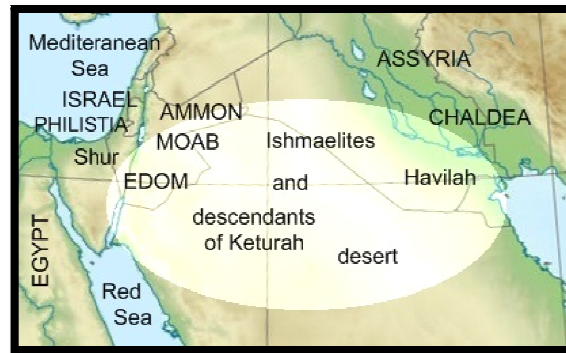 Mediteranean
Sea
ASSYRIA
ISRAEL
AMMON
PHILISTIA
CHALDEA
MOAB
Ishmaelites
Shur
EDOM
and
Havilah
descendants
of Keturah
desert
EGYPT
Red
Sea